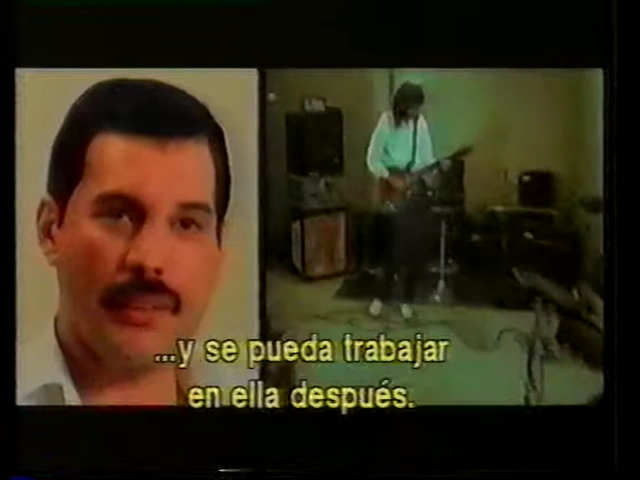 ...y se pueda trabajar
en ella después.